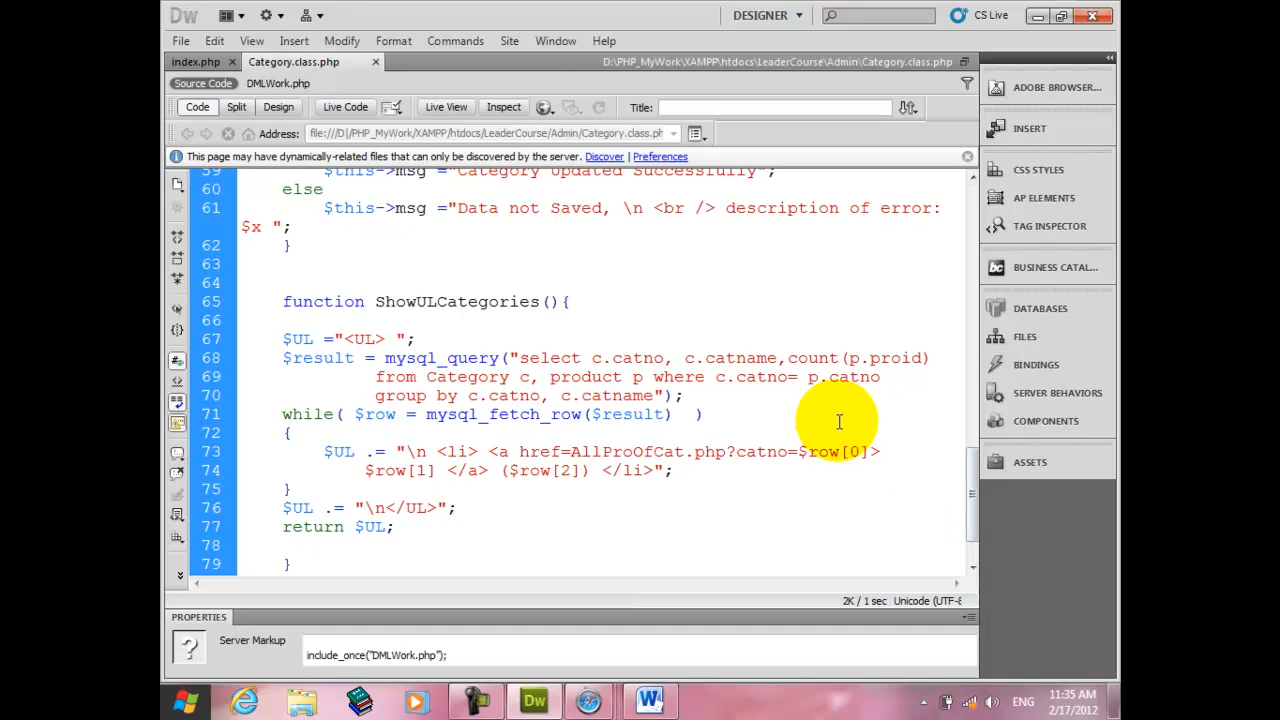 Dw DESIGNER CS Live
File Edit View Insert Modify Format Commands Site Window Help
index.php Category.class.php D:\PHP_MyWork\XAMPP\htdocs\LeaderCourse\Admin\Category.class.php
Source Code DMLWork.php
Code Split Design Live Code Live View Inspect Title:
Address: file:///D|/PHP_MyWork/XAMPP/htdocs/LeaderCourse/Admin/Category.class.ph
This page may have dynamically-related files that can only be discovered by the server. Discover | Preferences
59 $this->msg ="Category Updated Successfully";
60 else
61 $this->msg ="Data not Saved, \n <br /> description of error:
$x ";
62 }
63
64
65 function ShowULCategories(){
66
67 $UL ="<UL> ";
68 $result = mysql_query("select c.catno, c.catname,count(p.proid)
69 from Category c, product p where c.catno= p.catno
70 group by c.catno, c.catname");
71 while( $row = mysql_fetch_row($result) )
72 {
73 $UL .= "\n <li> <a href=AllProOfCat.php?catno=$row[0]>
74 $row[1] </a> ($row[2]) </li>";
75 }
76 $UL .= "\n</UL>";
77 return $UL;
78
79 }
2K / 1 sec Unicode (UTF-8
PROPERTIES
Server Markup
include_once("DMLWork.php");
ADOBE BROWSER...
INSERT
CSS STYLES
AP ELEMENTS
TAG INSPECTOR
BUSINESS CATAL...
DATABASES
FILES
BINDINGS
SERVER BEHAVIORS
COMPONENTS
ASSETS
Dw W ENG 11:35 AM
2/17/2012